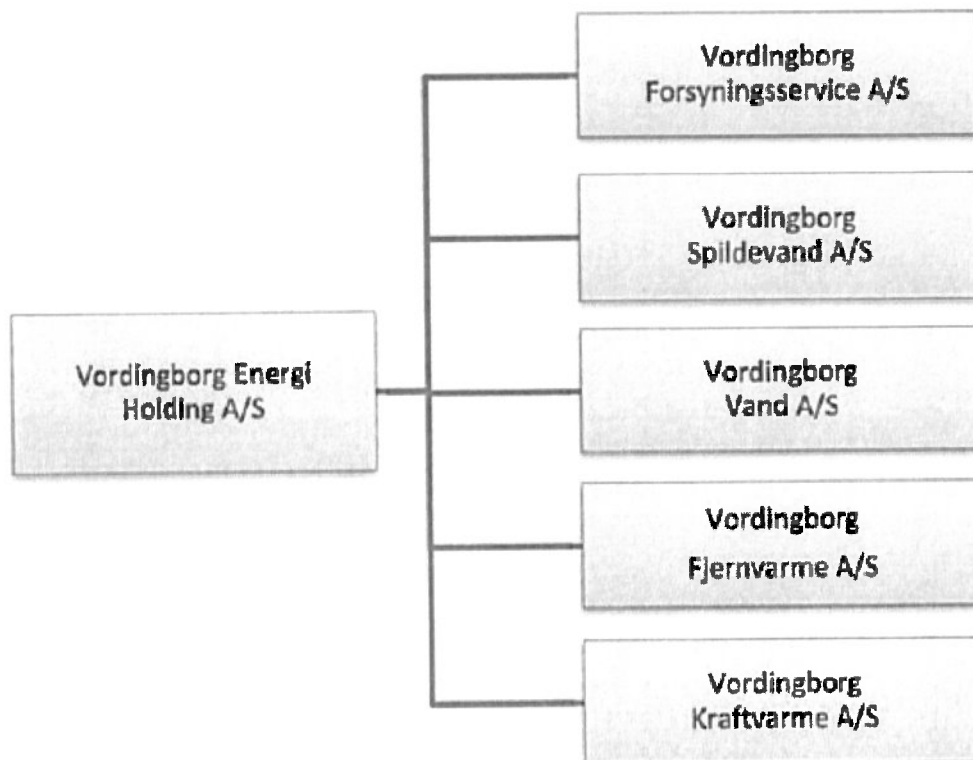 Vordingborg
Forsyningsservice A/S
Vordingborg
Spildevand A/S
Vordingborg Energi
Holding A/S
Vordingborg
Vand A/S
Vordingborg
Fjernvarme A/S
Vordingborg
Kraftvarme A/S